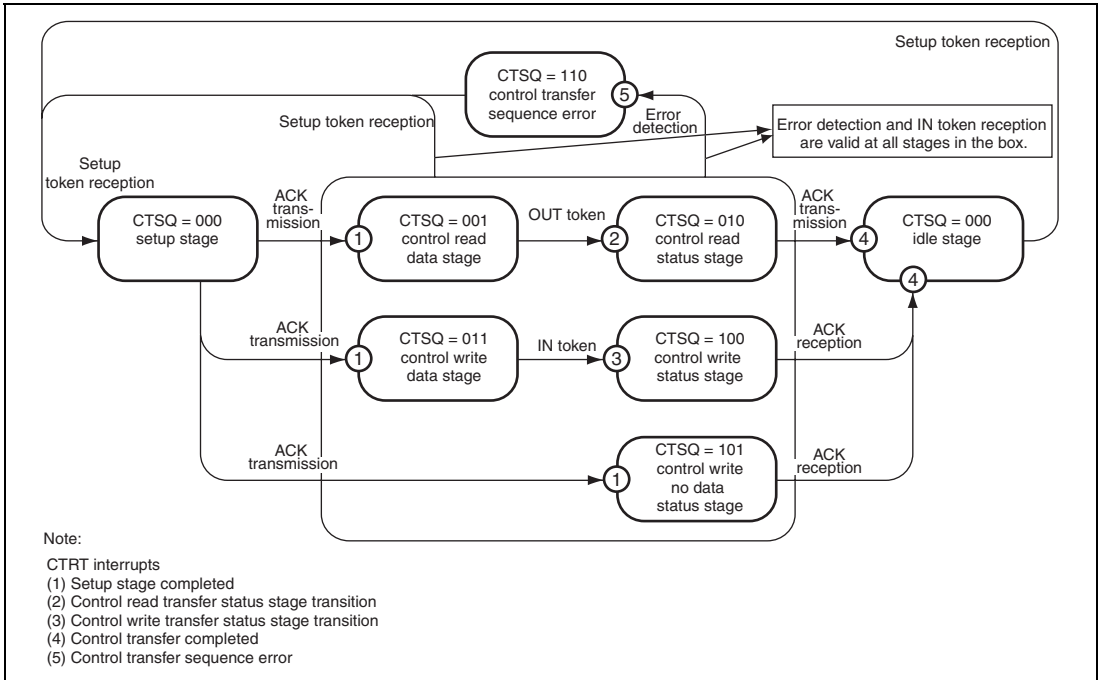 Setup token reception
CTSQ = 110
control transfer
sequence error
5
Setup token reception
Error
detection
Error detection and IN token reception
are valid at all stages in the box.
Setup
token reception
CTSQ = 000
setup stage
ACK
trans-
mission
1
CTSQ = 001
control read
data stage
OUT token
2
CTSQ = 010
control read
status stage
ACK
trans-
mission
4
CTSQ = 000
idle stage
4
ACK
transmission
1
CTSQ = 011
control write
data stage
IN token
3
CTSQ = 100
control write
status stage
ACK
reception
ACK
transmission
1
CTSQ = 101
control write
no data
status stage
ACK
reception
Note:
CTRT interrupts
(1) Setup stage completed
(2) Control read transfer status stage transition
(3) Control write transfer status stage transition
(4) Control transfer completed
(5) Control transfer sequence error